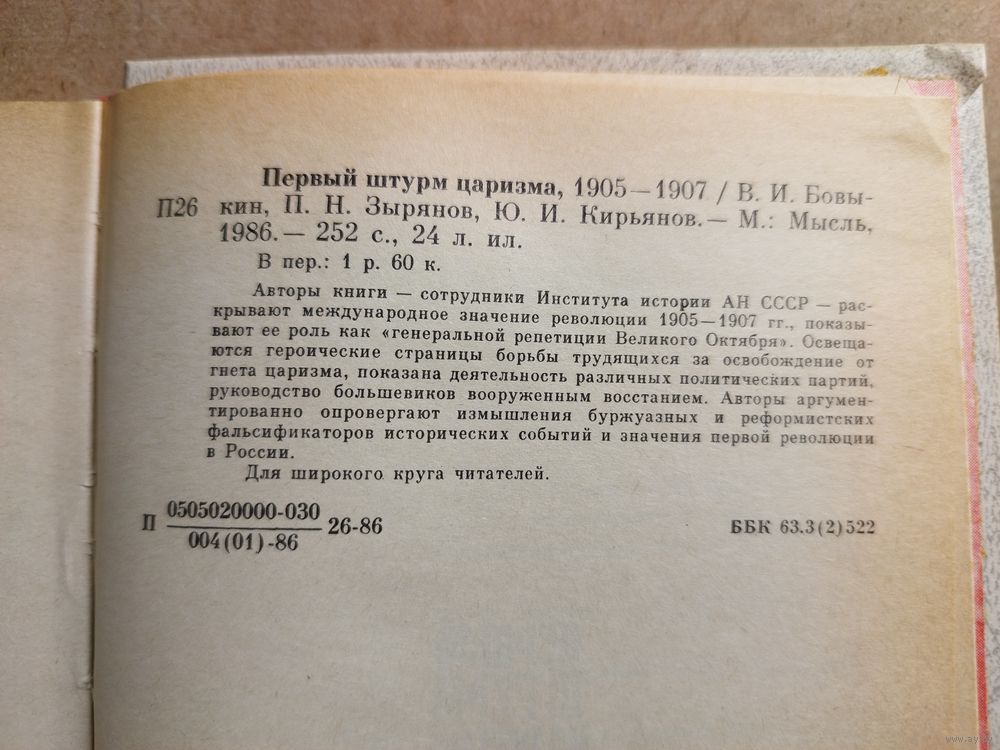 Первый штурм царизма, 1905—1907 / В. И. Бовы-
П26 кин, П. Н. Зырянов, Ю. И. Кирьянов.— М.: Мысль,
1986.— 252 с., 24 л. ил.
В пер.: 1 р. 60 к.
Авторы книги — сотрудники Института истории АН СССР — рас-
крывают международное значение революции 1905—1907 гг., показы-
вают ее роль как «генеральной репетиции Великого Октября». Освеща-
ются героические страницы борьбы трудящихся за освобождение от
гнета царизма, показана деятельность различных политических партий,
руководство большевиков вооруженным восстанием. Авторы аргумен-
тированно опровергают измышления буржуазных и реформистских
фальсификаторов исторических событий и значения первой революции
в России.
Для широкого круга читателей.
0505020000-030
П 26-86 ББК 63.3(2)522
004(01)-86